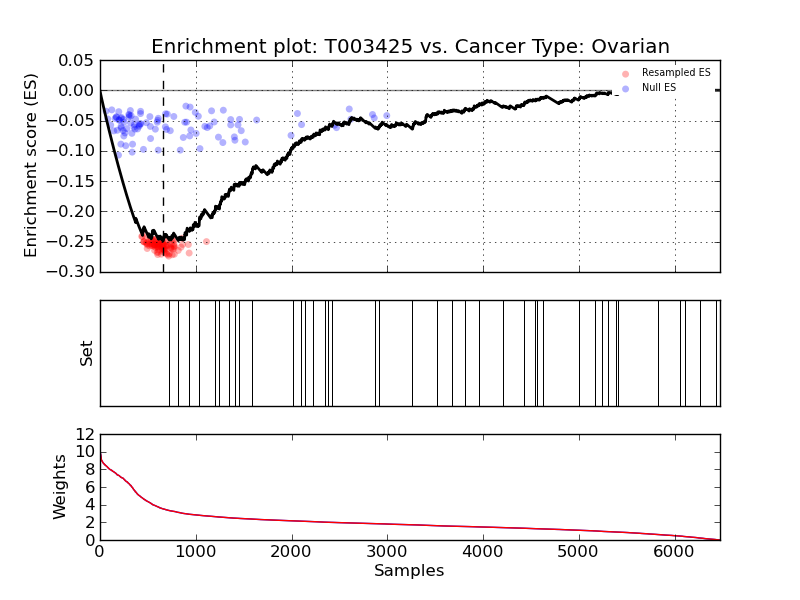 Enrichment plot: T003425 vs. Cancer Type: Ovarian
Enrichment score (ES)
0.05
0.00
−0.05
−0.10
−0.15
−0.20
−0.25
−0.30
Resampled ES
Null ES
Set
Weights
12
10
8
6
4
2
0
0 1000 2000 3000 4000 5000 6000
Samples